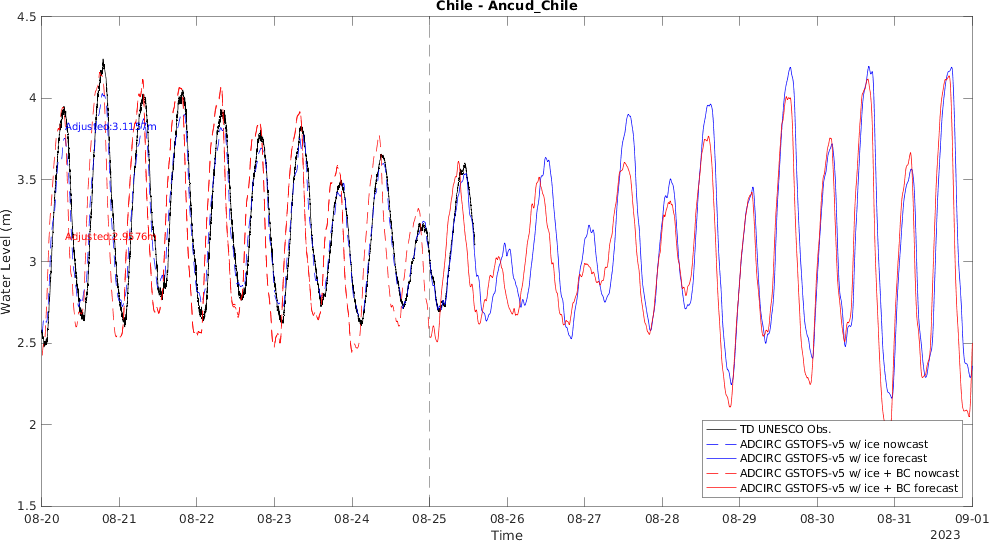 Chile - Ancud_Chile
4.5
4
3.5
3
2.5
2
1.5
Water Level (m)
Adjusted:3.1137m
Adjusted:2.9576m
TD UNESCO Obs.
ADCIRC GSTOFS-v5 w/ ice nowcast
ADCIRC GSTOFS-v5 w/ ice forecast
ADCIRC GSTOFS-v5 w/ ice + BC nowcast
ADCIRC GSTOFS-v5 w/ ice + BC forecast
08-20 08-21 08-22 08-23 08-24 08-25 08-26 08-27 08-28 08-29 08-30 08-31 09-01
Time
2023